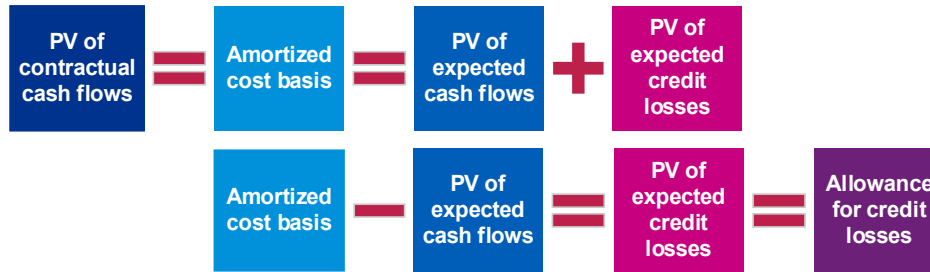 PV of
contractual
cash flows
Amortized
cost basis
PV of
expected
cash flows
PV of
expected
credit
losses
Amortized
cost basis
PV of
expected
cash flows
PV of
expected
credit
losses
Allowance
for credit
losses